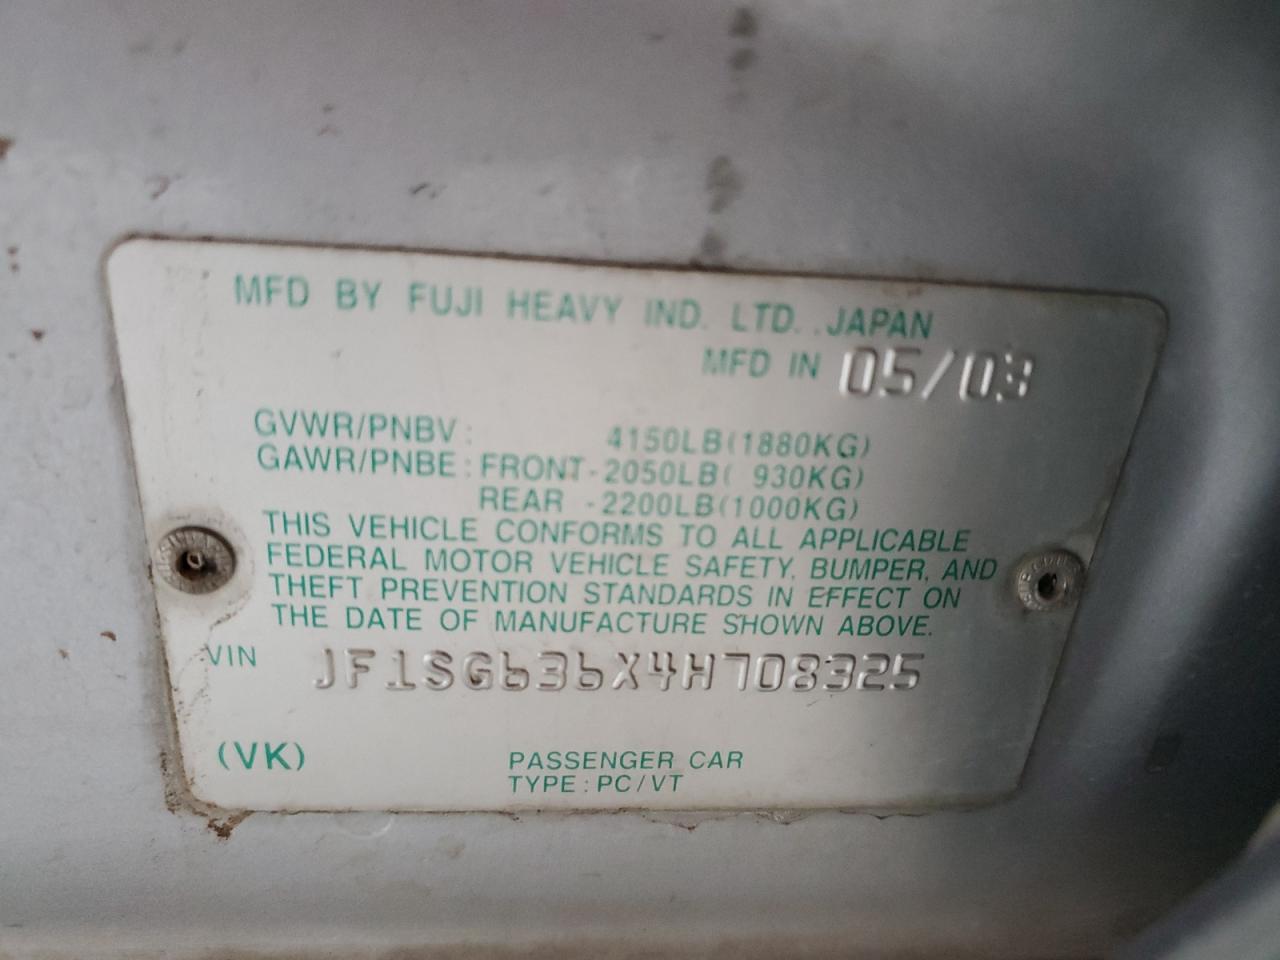 MFD BY FUJI HEAVY IND. LTD. JAPAN
MFD IN 05/03
GVWR/PNBV: 4150LB(1880KG)
GAWR/PNBE: FRONT-2050LB( 930KG)
REAR -2200LB(1000KG)
THIS VEHICLE CONFORMS TO ALL APPLICABLE
FEDERAL MOTOR VEHICLE SAFETY, BUMPER, AND
THEFT PREVENTION STANDARDS IN EFFECT ON
THE DATE OF MANUFACTURE SHOWN ABOVE.
VIN JF1SG636X4H708325
(VK) PASSENGER CAR
TYPE: PC/VT